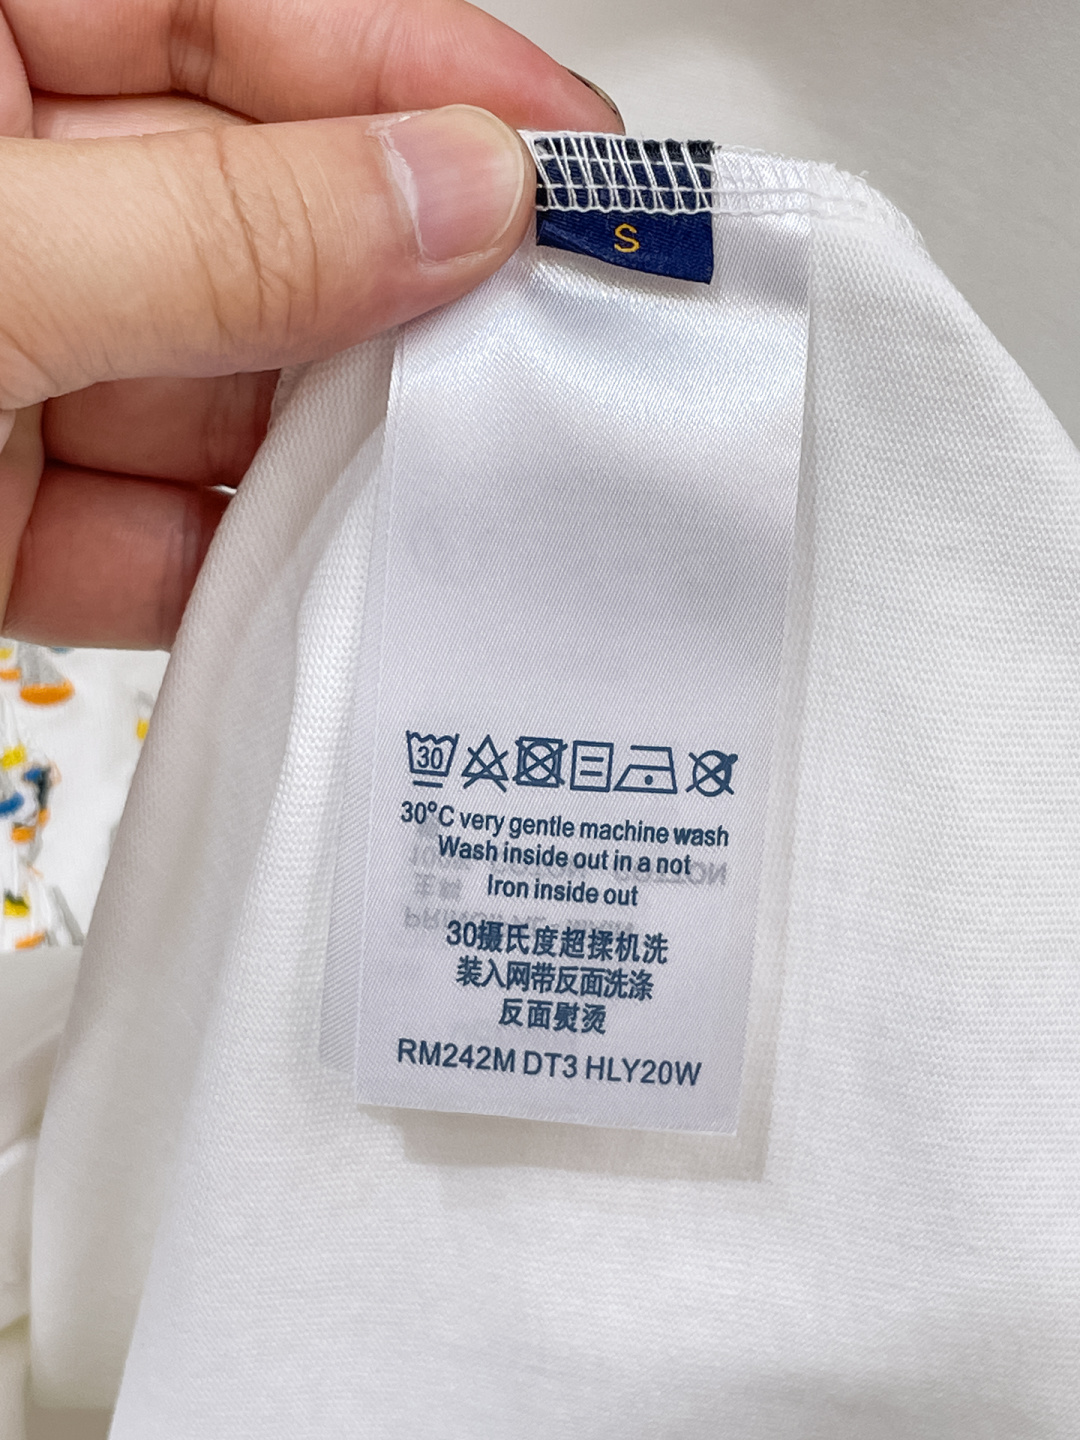 S
30
30°C very gentle machine wash
Wash inside out in a not
Iron inside out
30摄氏度超揉机洗
装入网带反面洗涤
反面熨烫
RM242M DT3 HLY20W